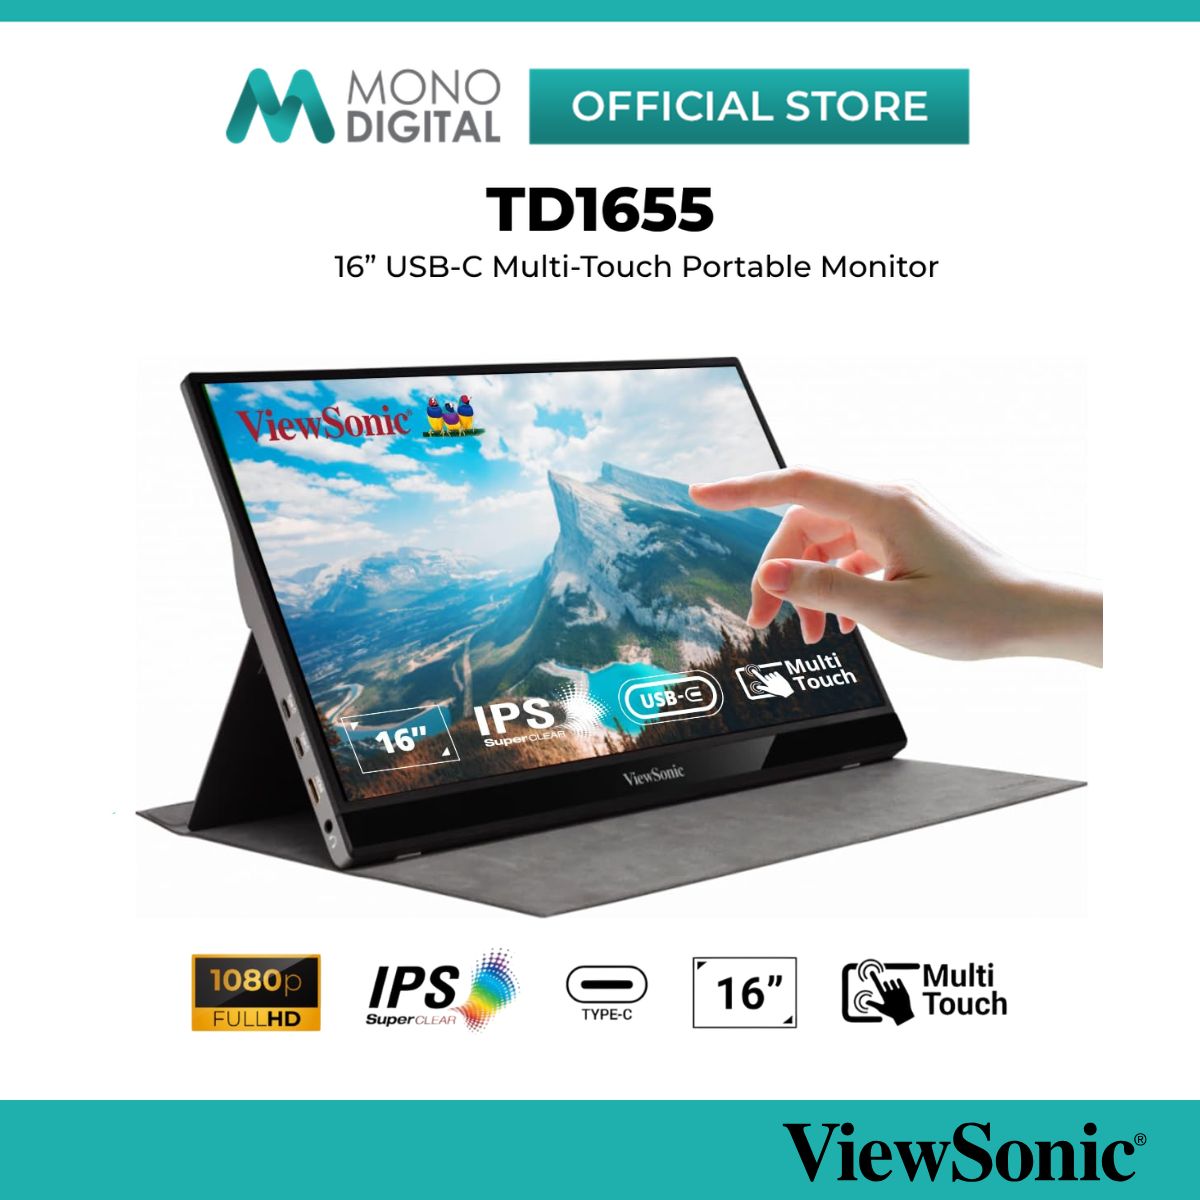 MONO
DIGITAL
OFFICIAL STORE
TD1655
16” USB-C Multi-Touch Portable Monitor
ViewSonic®
16"
IPS
SuperCLEAR
USB-C
Multi
Touch
ViewSonic
1080p
FULLHD
IPS
SuperCLEAR
TYPE-C
16”
Multi
Touch
ViewSonic®